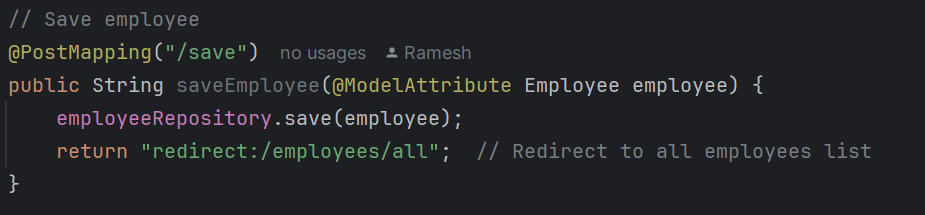 // Save employee
@PostMapping("/save") no usages Ramesh
public String saveEmployee(@ModelAttribute Employee employee) {
    employeeRepository.save(employee);
    return "redirect:/employees/all";  // Redirect to all employees list
}